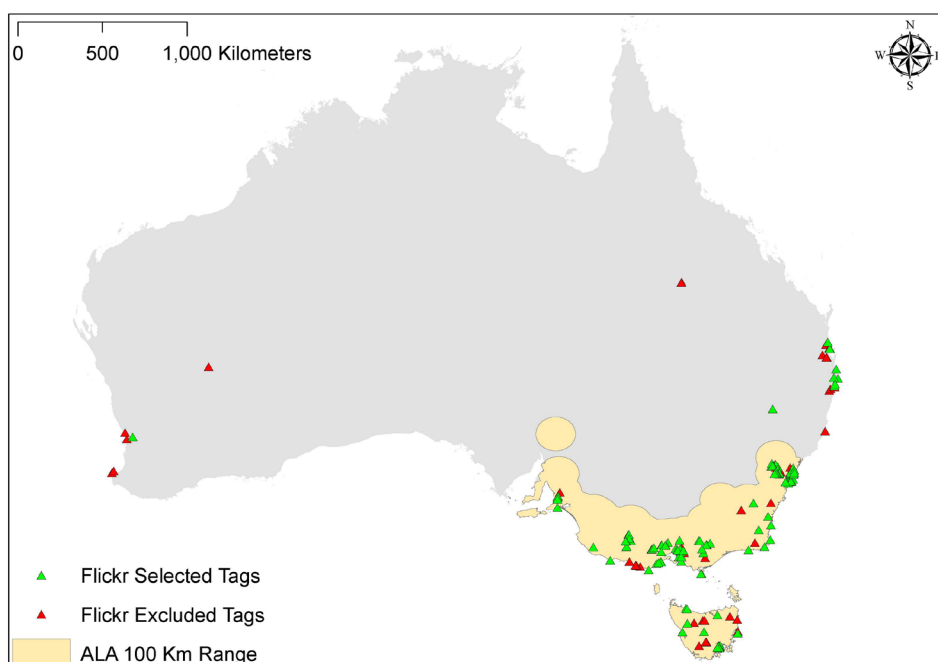 0 500 1,000 Kilometers
N
W E
S
Flickr Selected Tags
Flickr Excluded Tags
ALA 100 Km Range